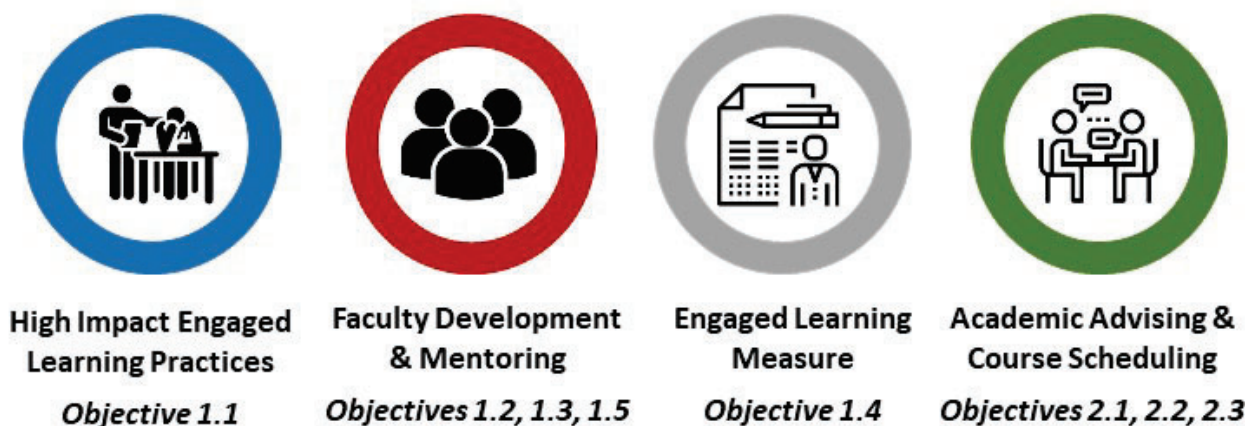 High Impact Engaged
Learning Practices
Objective 1.1
Faculty Development
& Mentoring
Objectives 1.2, 1.3, 1.5
Engaged Learning
Measure
Objective 1.4
Academic Advising &
Course Scheduling
Objectives 2.1, 2.2, 2.3